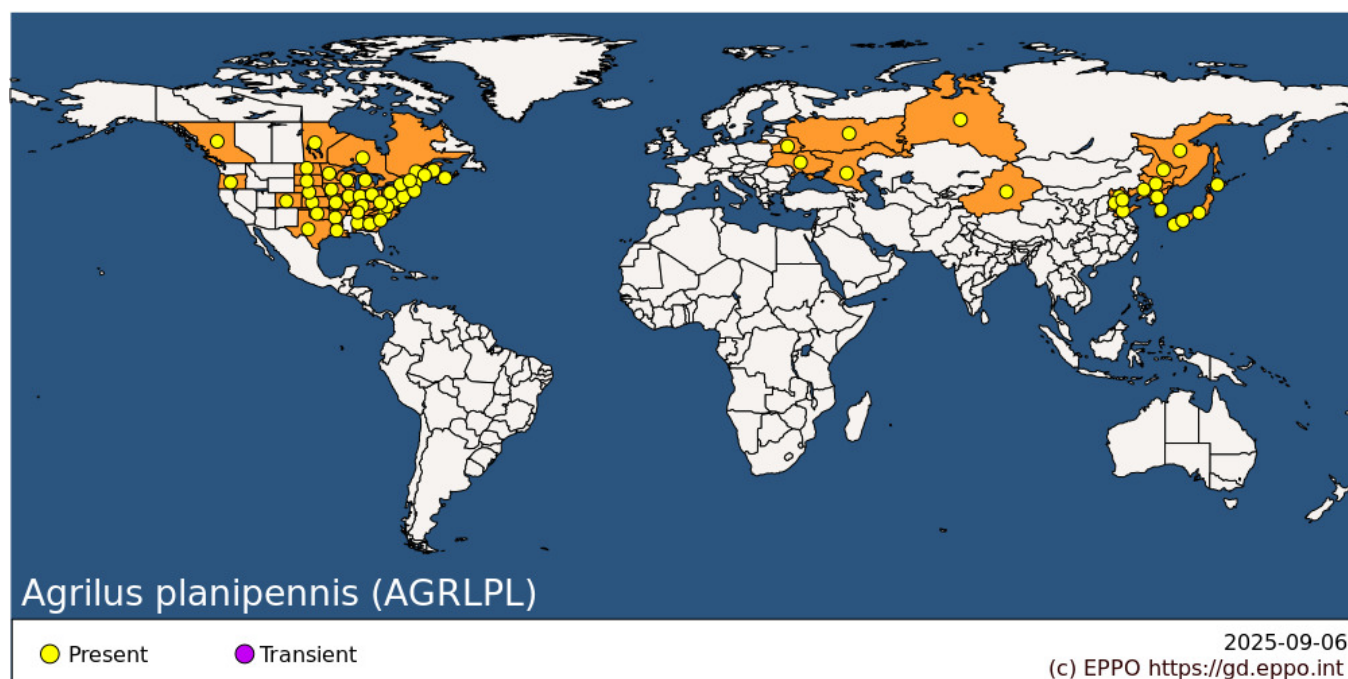 Agrilus planipennis (AGRLPL)
Present
Transient
2025-09-06
(c) EPPO https://gd.eppo.int